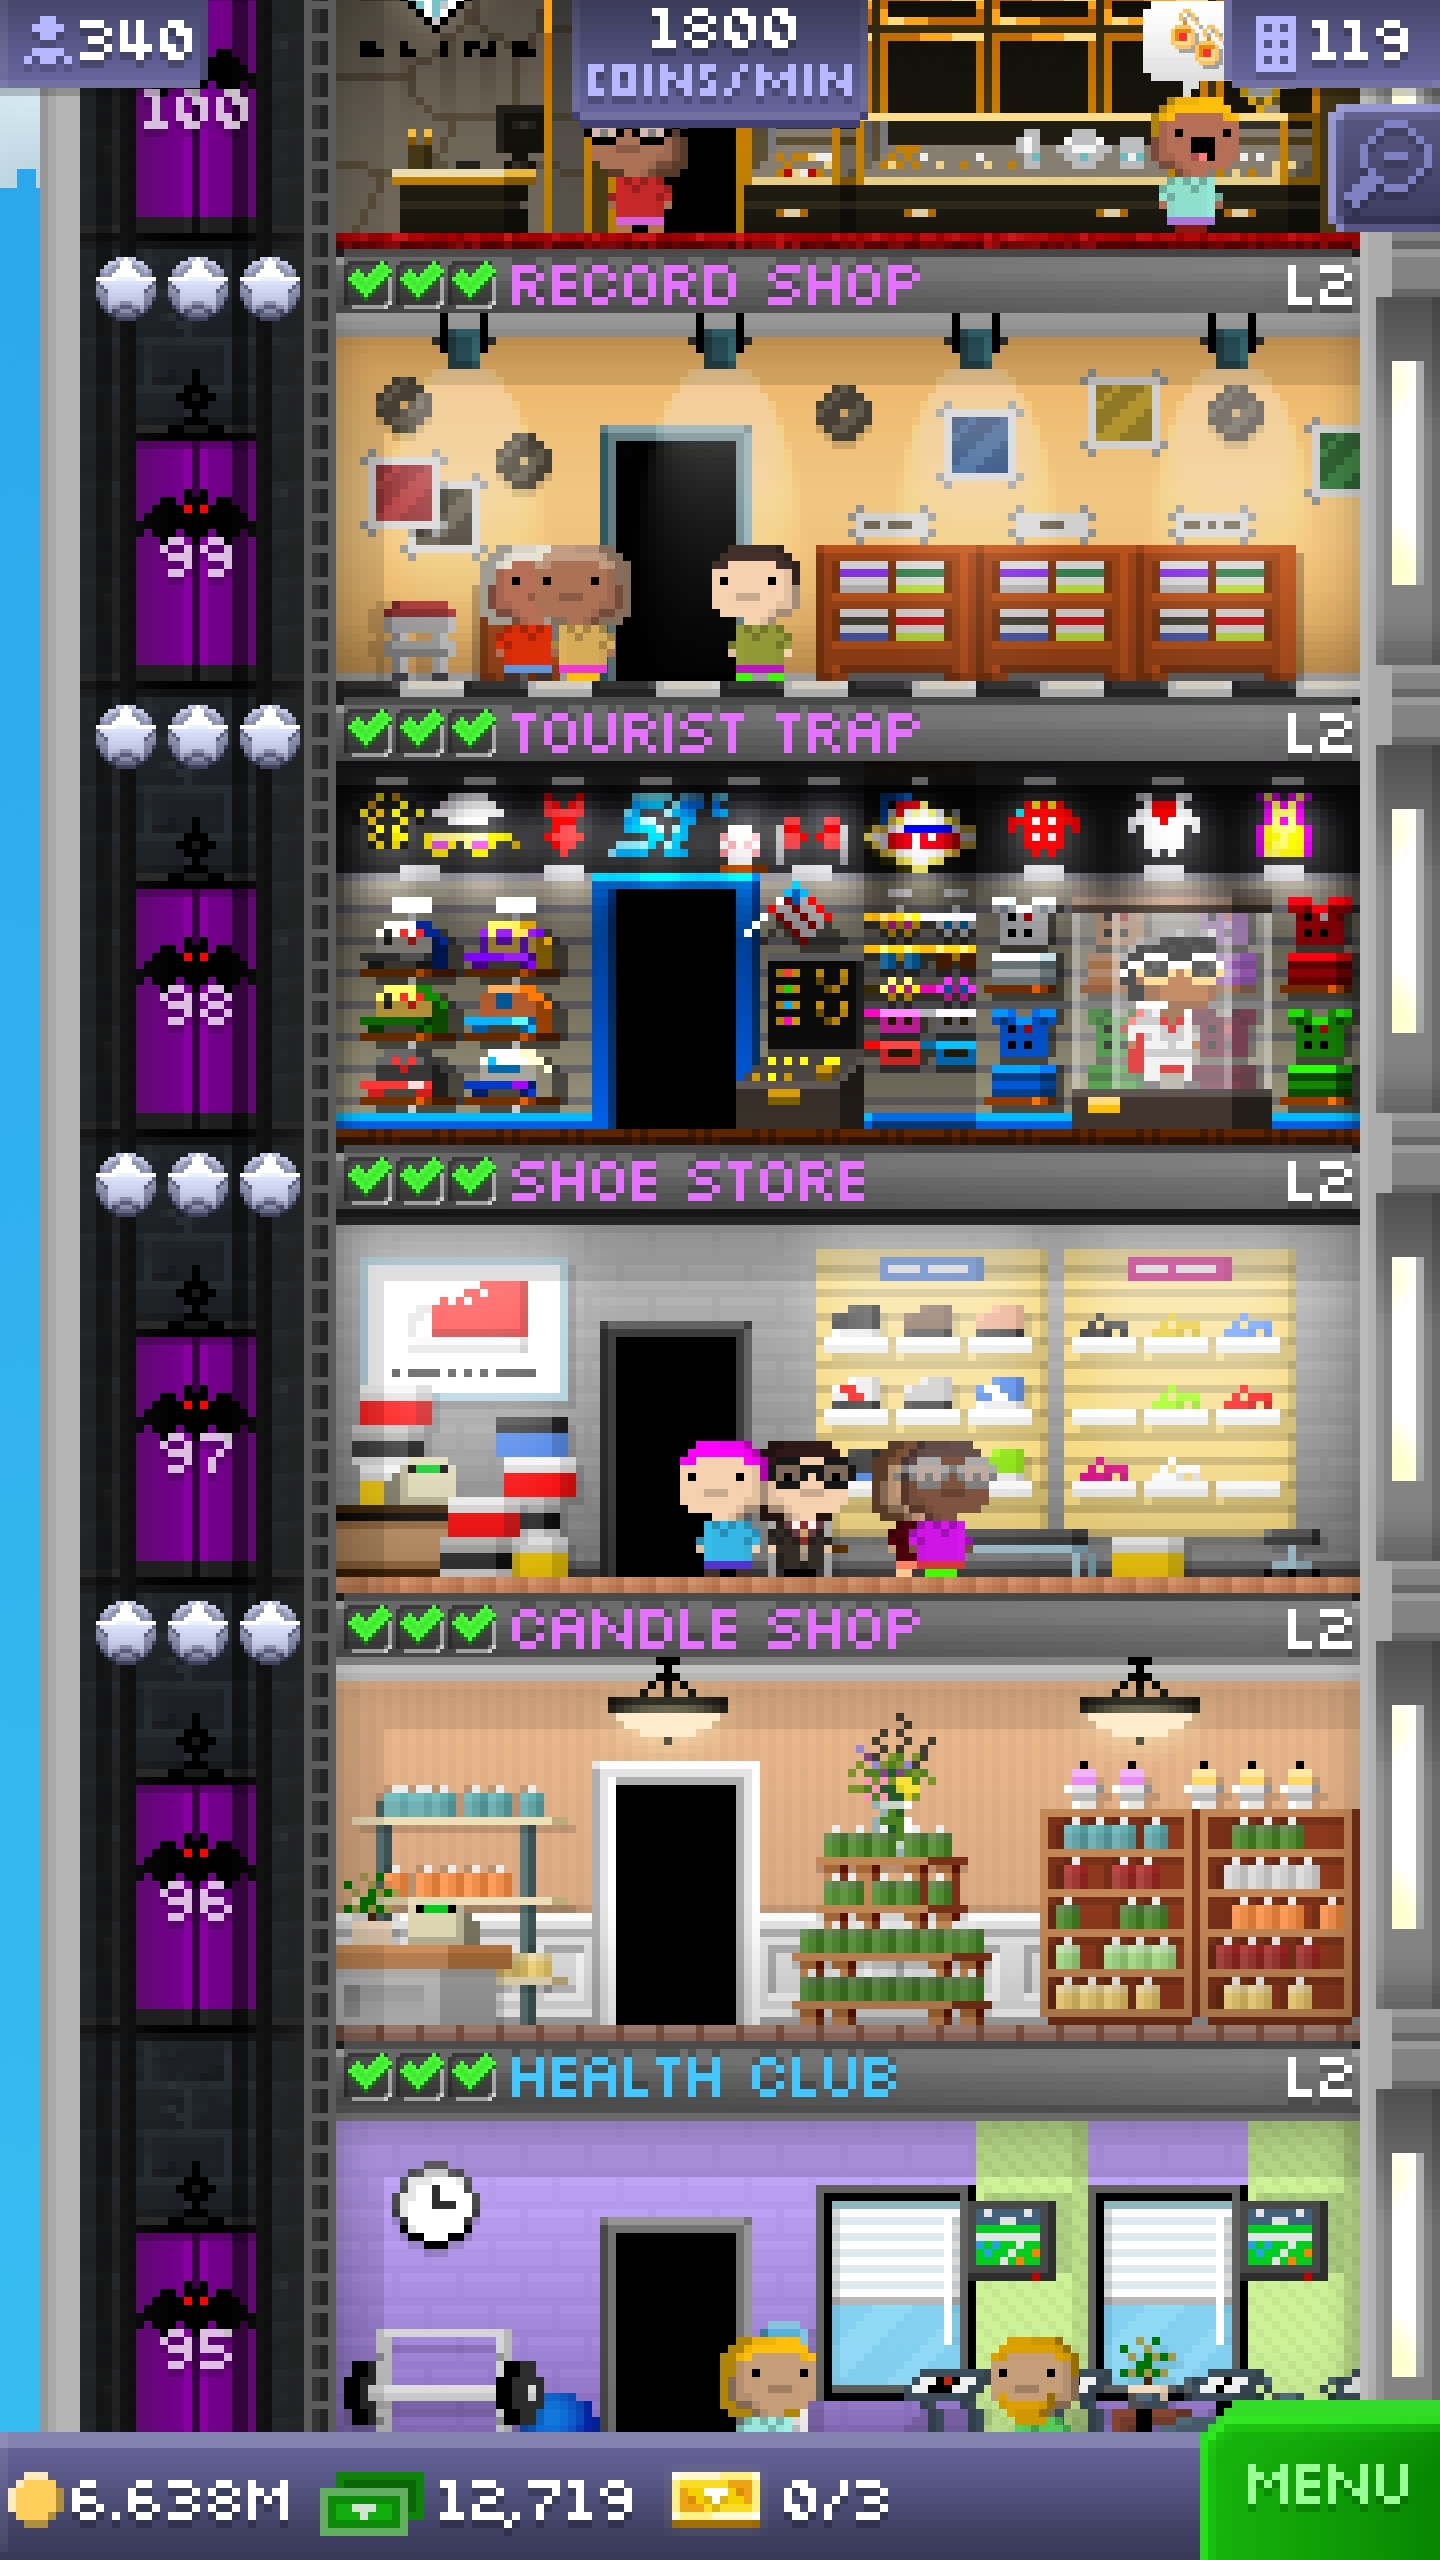 340
1800
COINS/MIN
119
BLING
100
RECORD SHOP L2
99
TOURIST TRAP L2
98
SHOE STORE L2
97
CANDLE SHOP L2
96
HEALTH CLUB L2
95
6.638M 12,719 0/3 MENU